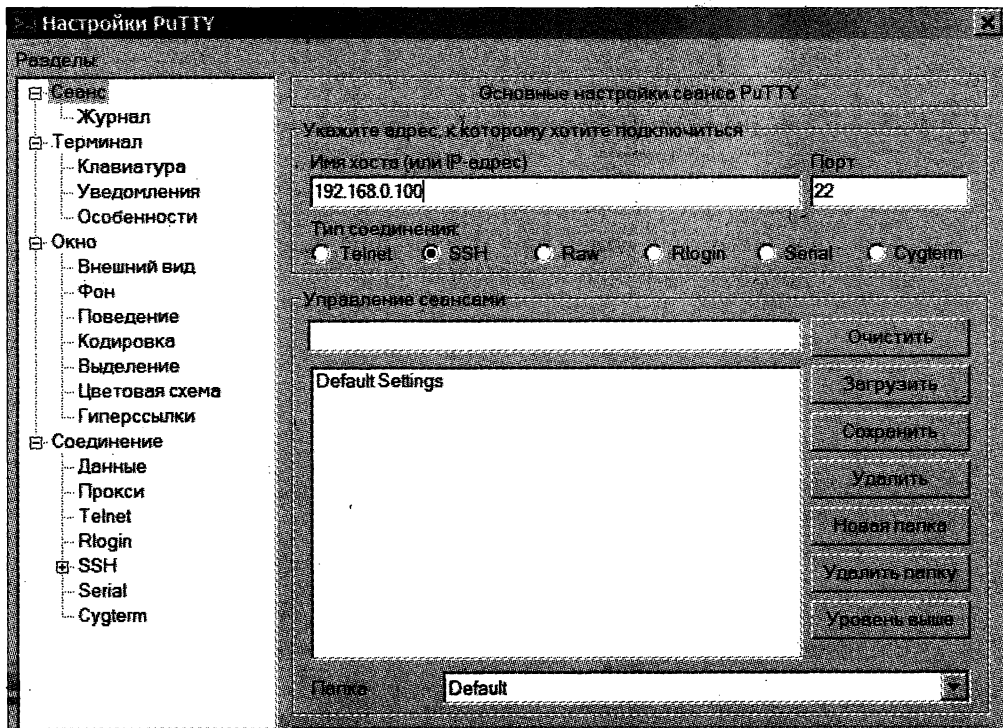 Настройки PuTTY
Разделы
Сеанс
Журнал
Терминал
Клавиатура
Уведомления
Особенности
Окно
Внешний вид
Фон
Поведение
Кодировка
Выделение
Цветовая схема
Гиперссылки
Соединение
Данные
Прокси
Telnet
Rlogin
SSH
Serial
Cygterm
Основные настройки сеанса PuTTY
Укажите адрес, к которому хотите подключиться
Имя хоста (или IP-адрес)
Порт
192.168.0.100
22
Тип соединения:
Telnet
SSH
Raw
Rlogin
Serial
Cygterm
Управление сеансами
Очистить
Default Settings
Загрузить
Сохранить
Удалить
Новая папка
Удалить папку
Уровень выше
Папка
Default